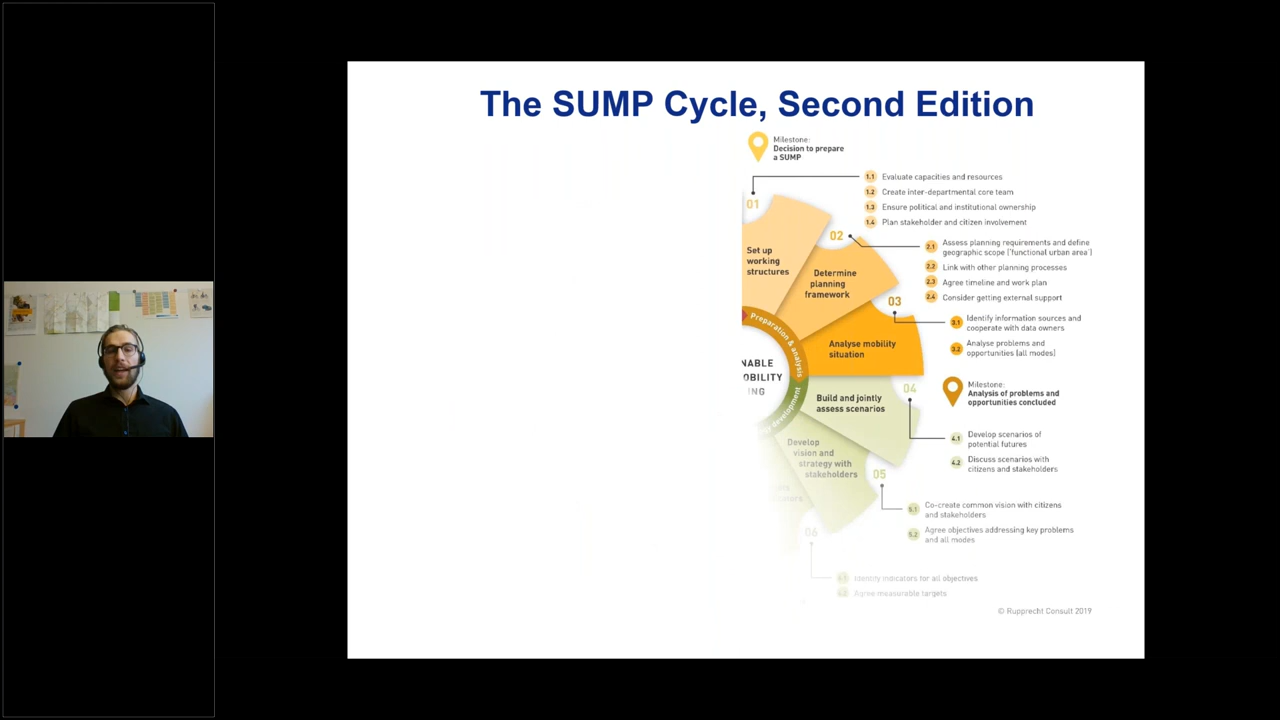 The SUMP Cycle, Second Edition
Milestone:
Decision to prepare
a SUMP
01
1.1 Evaluate capacities and resources
1.2 Create inter-departmental core team
1.3 Ensure political and institutional ownership
1.4 Plan stakeholder and citizen involvement
Set up
working
structures
02
2.1 Assess planning requirements and define
geographic scope ('functional urban area')
2.2 Link with other planning processes
2.3 Agree timeline and work plan
2.4 Consider getting external support
Determine
planning
framework
03
3.1 Identify information sources and
cooperate with data owners
3.2 Analyse problems and
opportunities (all modes)
Analyse mobility
situation
Preparation & analysis
NABLE
OBILITY
NG
Milestone:
Analysis of problems and
opportunities concluded
04
Build and jointly
assess scenarios
4.1 Develop scenarios of
potential futures
4.2 Discuss scenarios with
citizens and stakeholders
development
Develop
vision and
strategy with
stakeholders
05
5.1 Co-create common vision with citizens
and stakeholders
5.2 Agree objectives addressing key problems
and all modes
06
6.1 Identify indicators for all objectives
6.2 Agree measurable targets
© Rupprecht Consult 2019